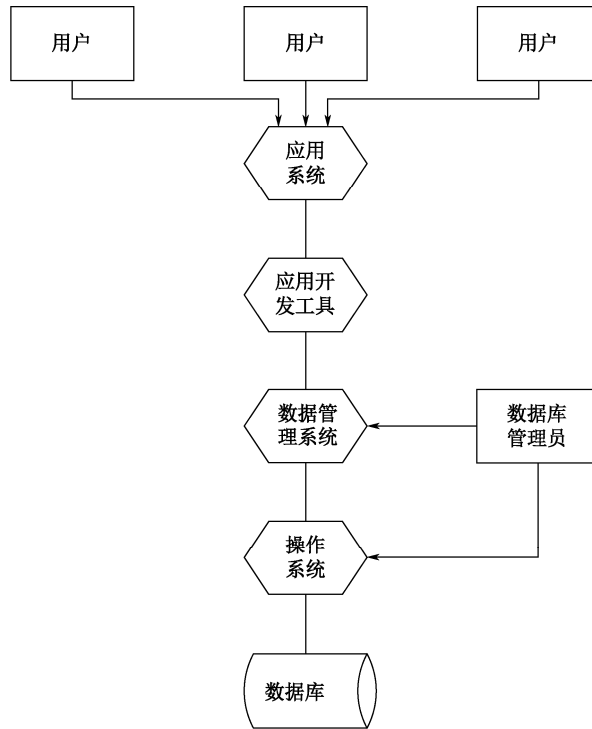 用户
用户
用户
应用
系统
应用开
发工具
数据管
理系统
数据库
管理员
操作
系统
数据库